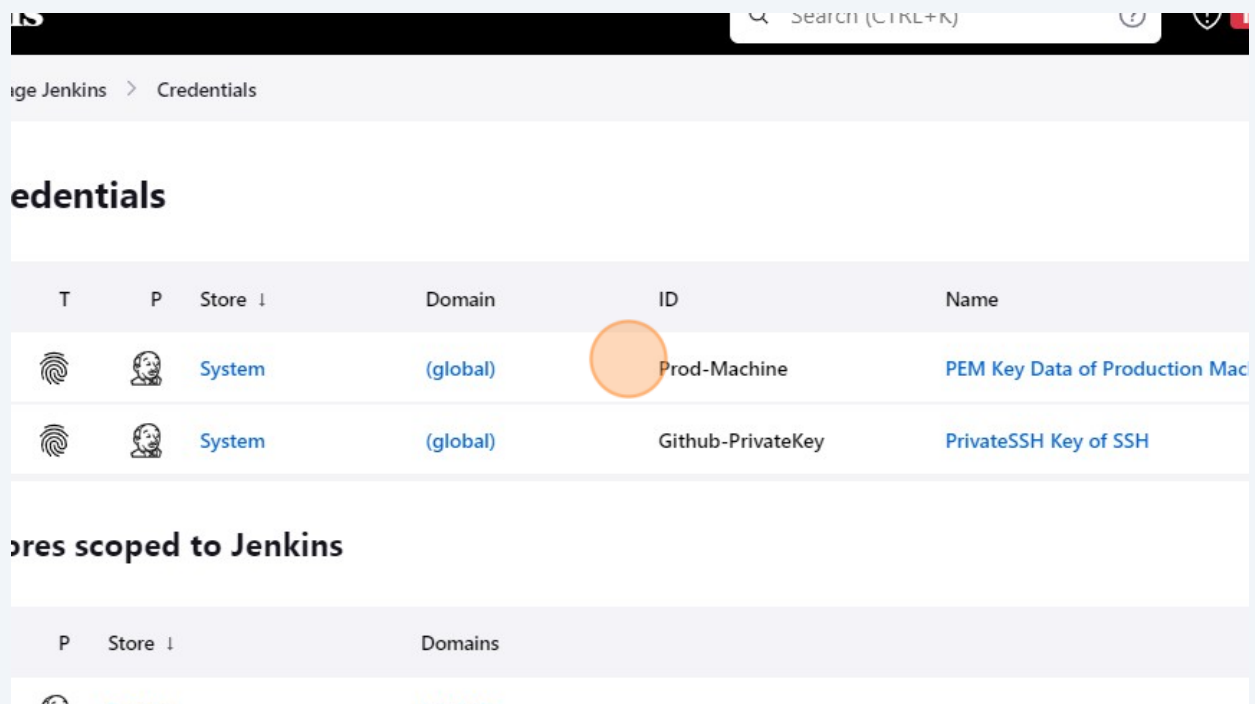 Search (CTRL+K)
ge Jenkins > Credentials
edentials
T P Store ↓ Domain ID Name
System (global) Prod-Machine PEM Key Data of Production Mac
System (global) Github-PrivateKey PrivateSSH Key of SSH
ores scoped to Jenkins
P Store ↓ Domains